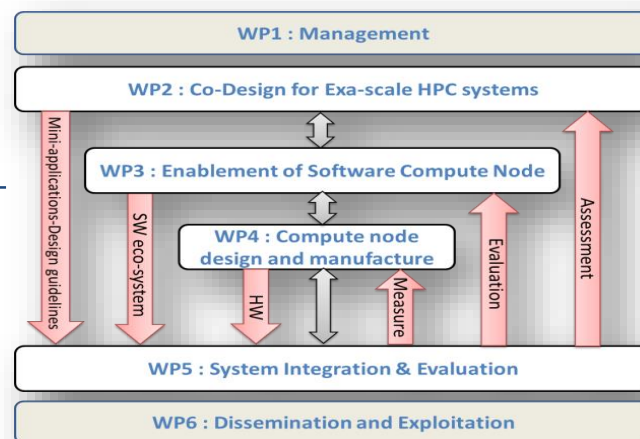 WP1 : Management
WP2 : Co-Design for Exa-scale HPC systems
Mini-applications-Design guidelines
WP3 : Enablement of Software Compute Node
SW eco-system
WP4 : Compute node
design and manufacture
HW
Measure
Evaluation
Assessment
WP5 : System Integration & Evaluation
WP6 : Dissemination and Exploitation